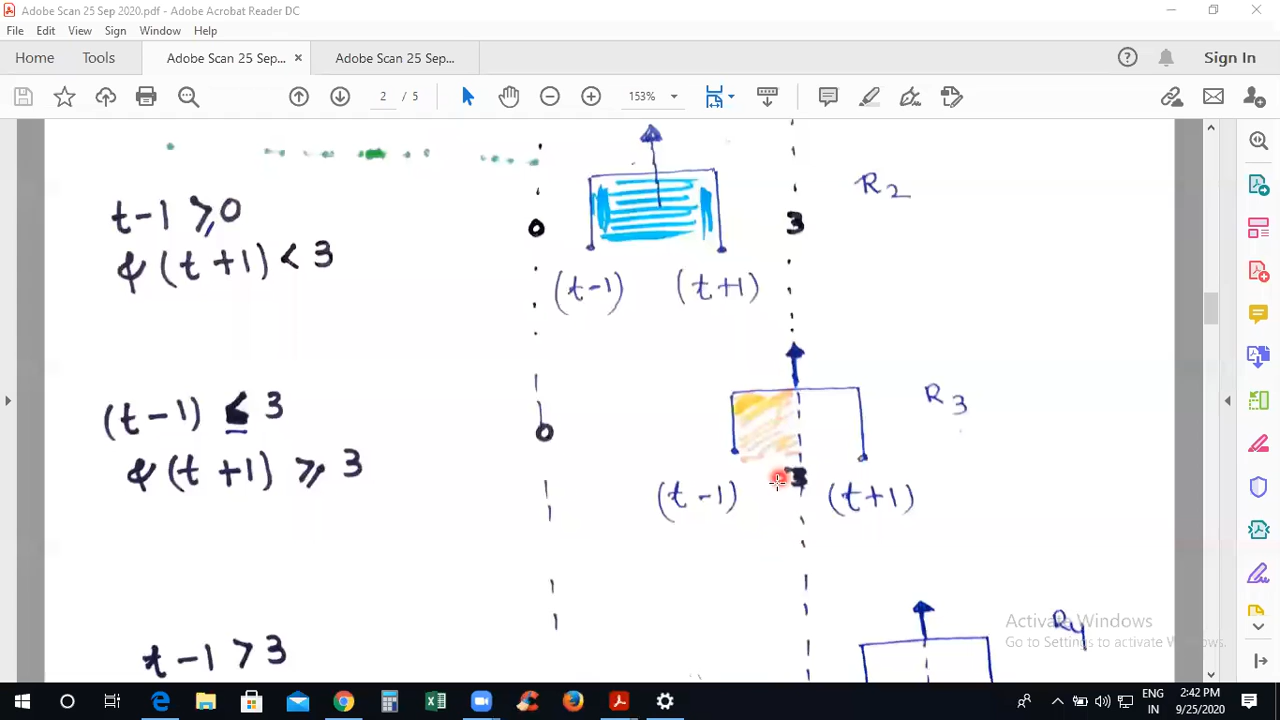 Adobe Scan 25 Sep 2020.pdf - Adobe Acrobat Reader DC
File Edit View Sign Window Help
Home Tools Adobe Scan 25 Sep... × Adobe Scan 25 Sep... Sign In
2 / 5 153%
R2
t-1 ≥0
& (t +1) < 3
0
3
(t-1) (t+1)
(t-1) ≤ 3
& (t +1) ≥ 3
0
R3
3
(t-1) (t+1)
t-1 > 3
R4
Activate Windows
Go to Settings to activate Windows.
ENG
IN
2:42 PM
9/25/2020